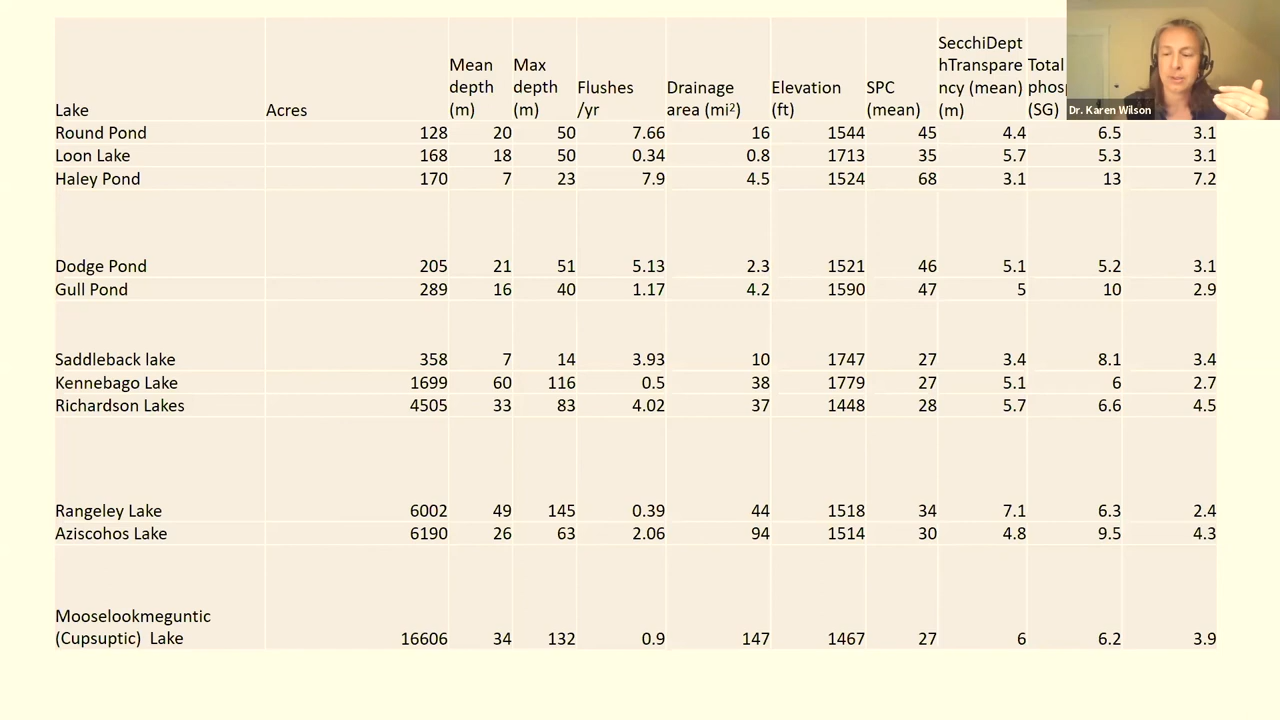 Lake Acres Mean depth (m) Max depth (m) Flushes /yr Drainage area (mi²) Elevation (ft) SPC (mean) SecchiDept hTranspare ncy (mean) (m) Total (SG)
Round Pond 128 20 50 7.66 16 1544 45 4.4 6.5 3.1
Loon Lake 168 18 50 0.34 0.8 1713 35 5.7 5.3 3.1
Haley Pond 170 7 23 7.9 4.5 1524 68 3.1 13 7.2
Dodge Pond 205 21 51 5.13 2.3 1521 46 5.1 5.2 3.1
Gull Pond 289 16 40 1.17 4.2 1590 47 5 10 2.9
Saddleback lake 358 7 14 3.93 10 1747 27 3.4 8.1 3.4
Kennebago Lake 1699 60 116 0.5 38 1779 27 5.1 6 2.7
Richardson Lakes 4505 33 83 4.02 37 1448 28 5.7 6.6 4.5
Rangeley Lake 6002 49 145 0.39 44 1518 34 7.1 6.3 2.4
Aziscohos Lake 6190 26 63 2.06 94 1514 30 4.8 9.5 4.3
Mooselookmeguntic
(Cupsuptic) Lake 16606 34 132 0.9 147 1467 27 6 6.2 3.9
Dr. Karen Wilson